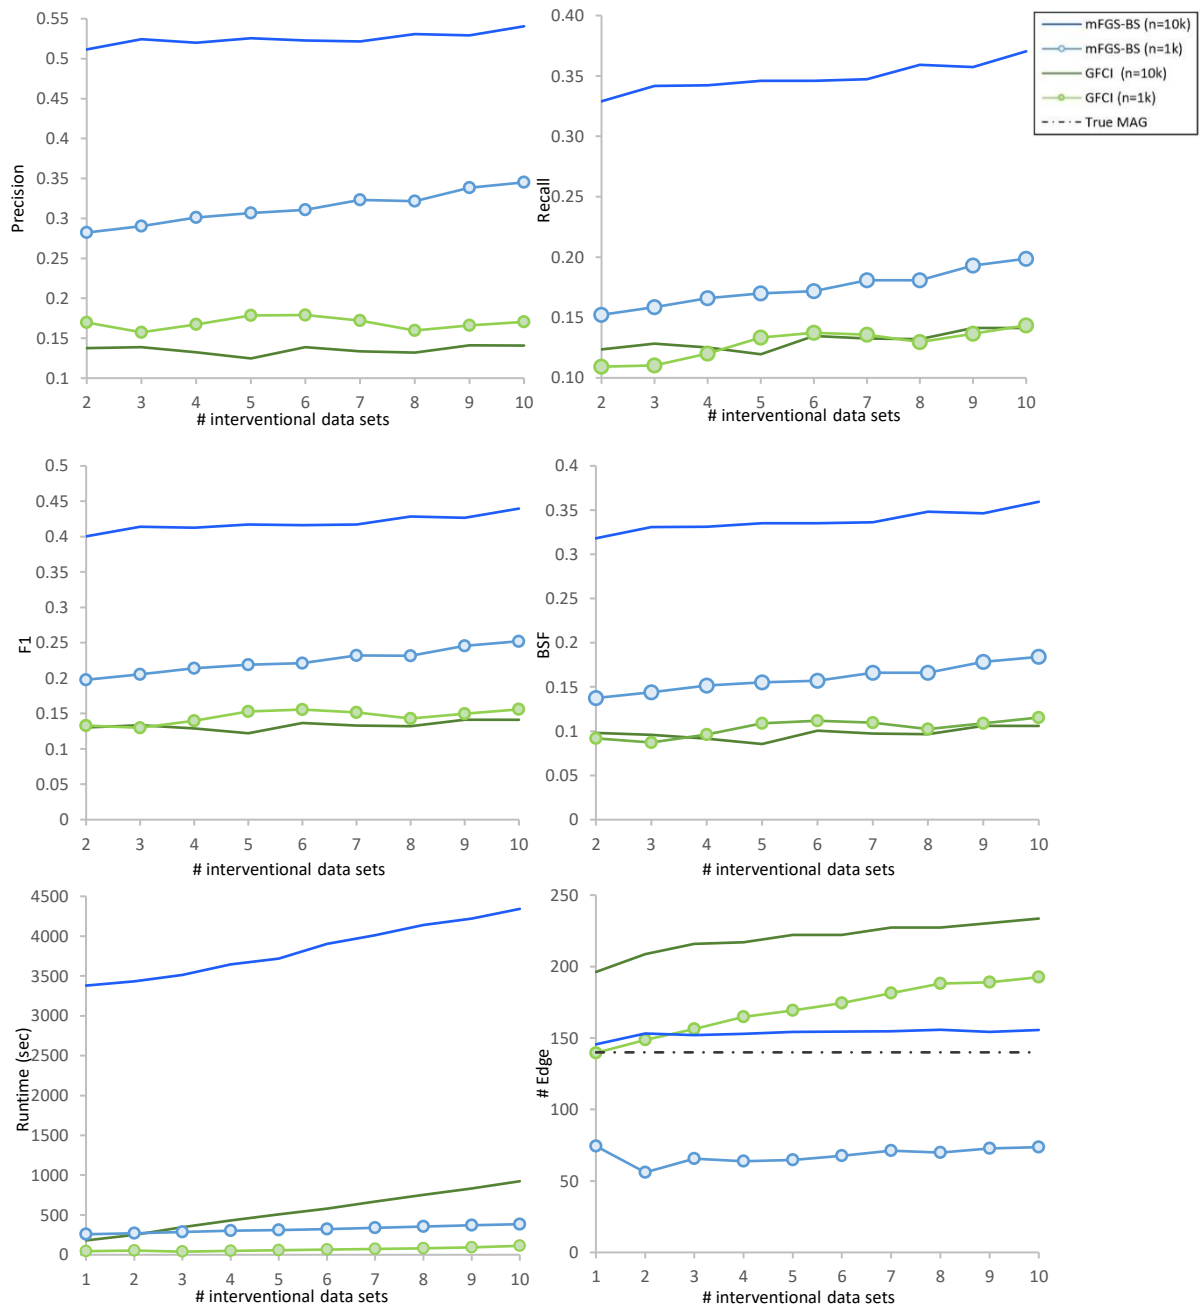 0.55
0.5
0.45
0.4
0.35
0.3
0.25
0.2
0.15
0.1
Precision
2 3 4 5 6 7 8 9 10
# interventional data sets
0.40
0.35
0.30
0.25
0.20
0.15
0.10
Recall
2 3 4 5 6 7 8 9 10
# interventional data sets
mFGS-BS (n=10k)
mFGS-BS (n=1k)
GFCI (n=10k)
GFCI (n=1k)
True MAG
0.5
0.45
0.4
0.35
0.3
0.25
0.2
0.15
0.1
0.05
0
F1
2 3 4 5 6 7 8 9 10
# interventional data sets
0.4
0.35
0.3
0.25
0.2
0.15
0.1
0.05
0
BSF
2 3 4 5 6 7 8 9 10
# interventional data sets
4500
4000
3500
3000
2500
2000
1500
1000
500
0
Runtime (sec)
1 2 3 4 5 6 7 8 9 10
# interventional data sets
250
200
150
100
50
0
# Edge
1 2 3 4 5 6 7 8 9 10
# interventional data sets